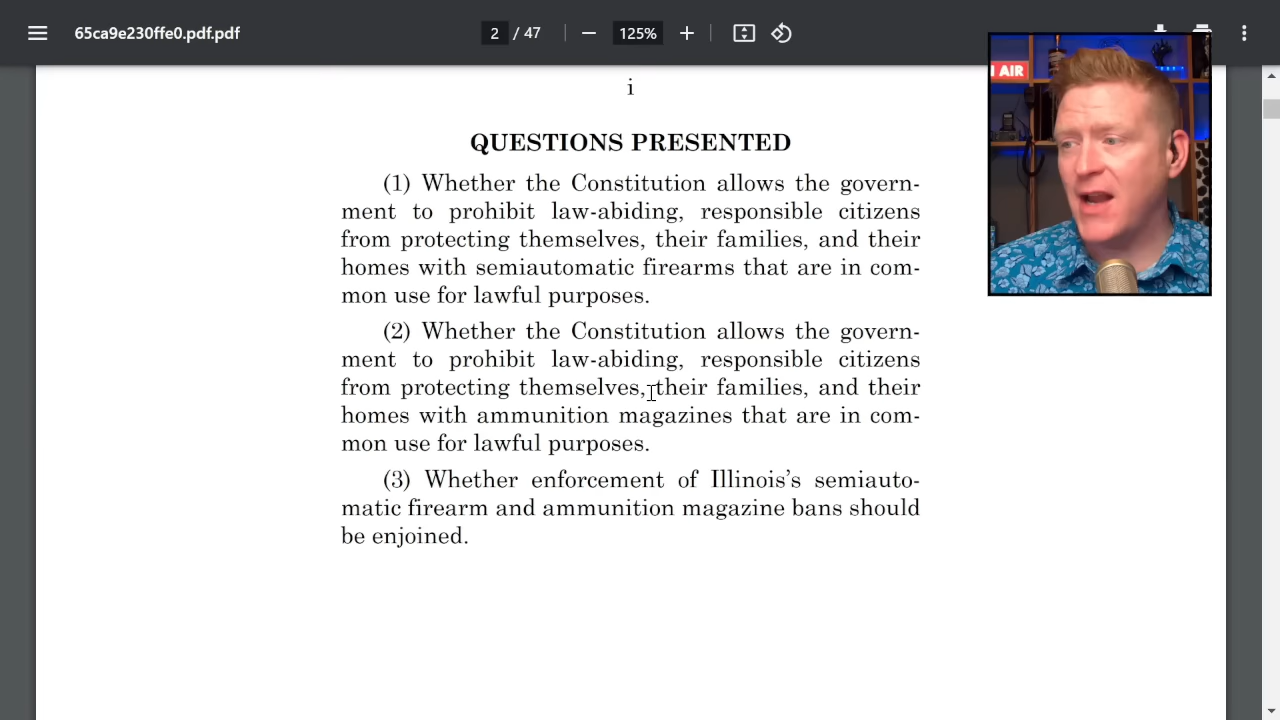 65ca9e230ffe0.pdf.pdf
2 / 47
125%
i
QUESTIONS PRESENTED
(1) Whether the Constitution allows the govern-
ment to prohibit law-abiding, responsible citizens
from protecting themselves, their families, and their
homes with semiautomatic firearms that are in com-
mon use for lawful purposes.
(2) Whether the Constitution allows the govern-
ment to prohibit law-abiding, responsible citizens
from protecting themselves, their families, and their
homes with ammunition magazines that are in com-
mon use for lawful purposes.
(3) Whether enforcement of Illinois's semiauto-
matic firearm and ammunition magazine bans should
be enjoined.
AIR